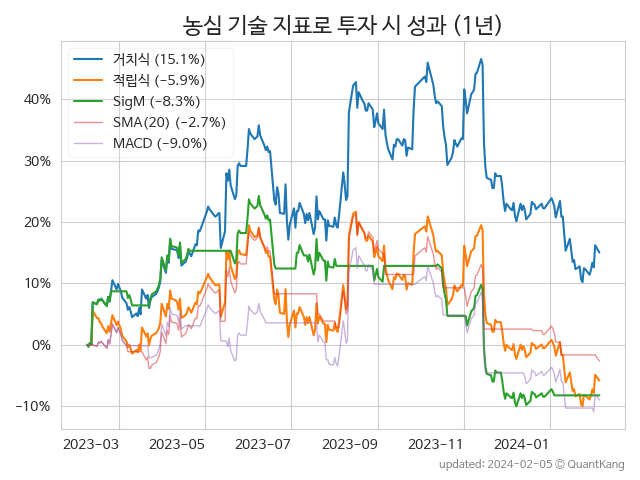 농심 기술 지표로 투자 시 성과 (1년)
거치식 (15.1%)
적립식 (−5.9%)
SigM (−8.3%)
SMA(20) (−2.7%)
MACD (−9.0%)
40%
30%
20%
10%
0%
−10%
2023-03 2023-05 2023-07 2023-09 2023-11 2024-01
updated: 2024-02-05 © QuantKang